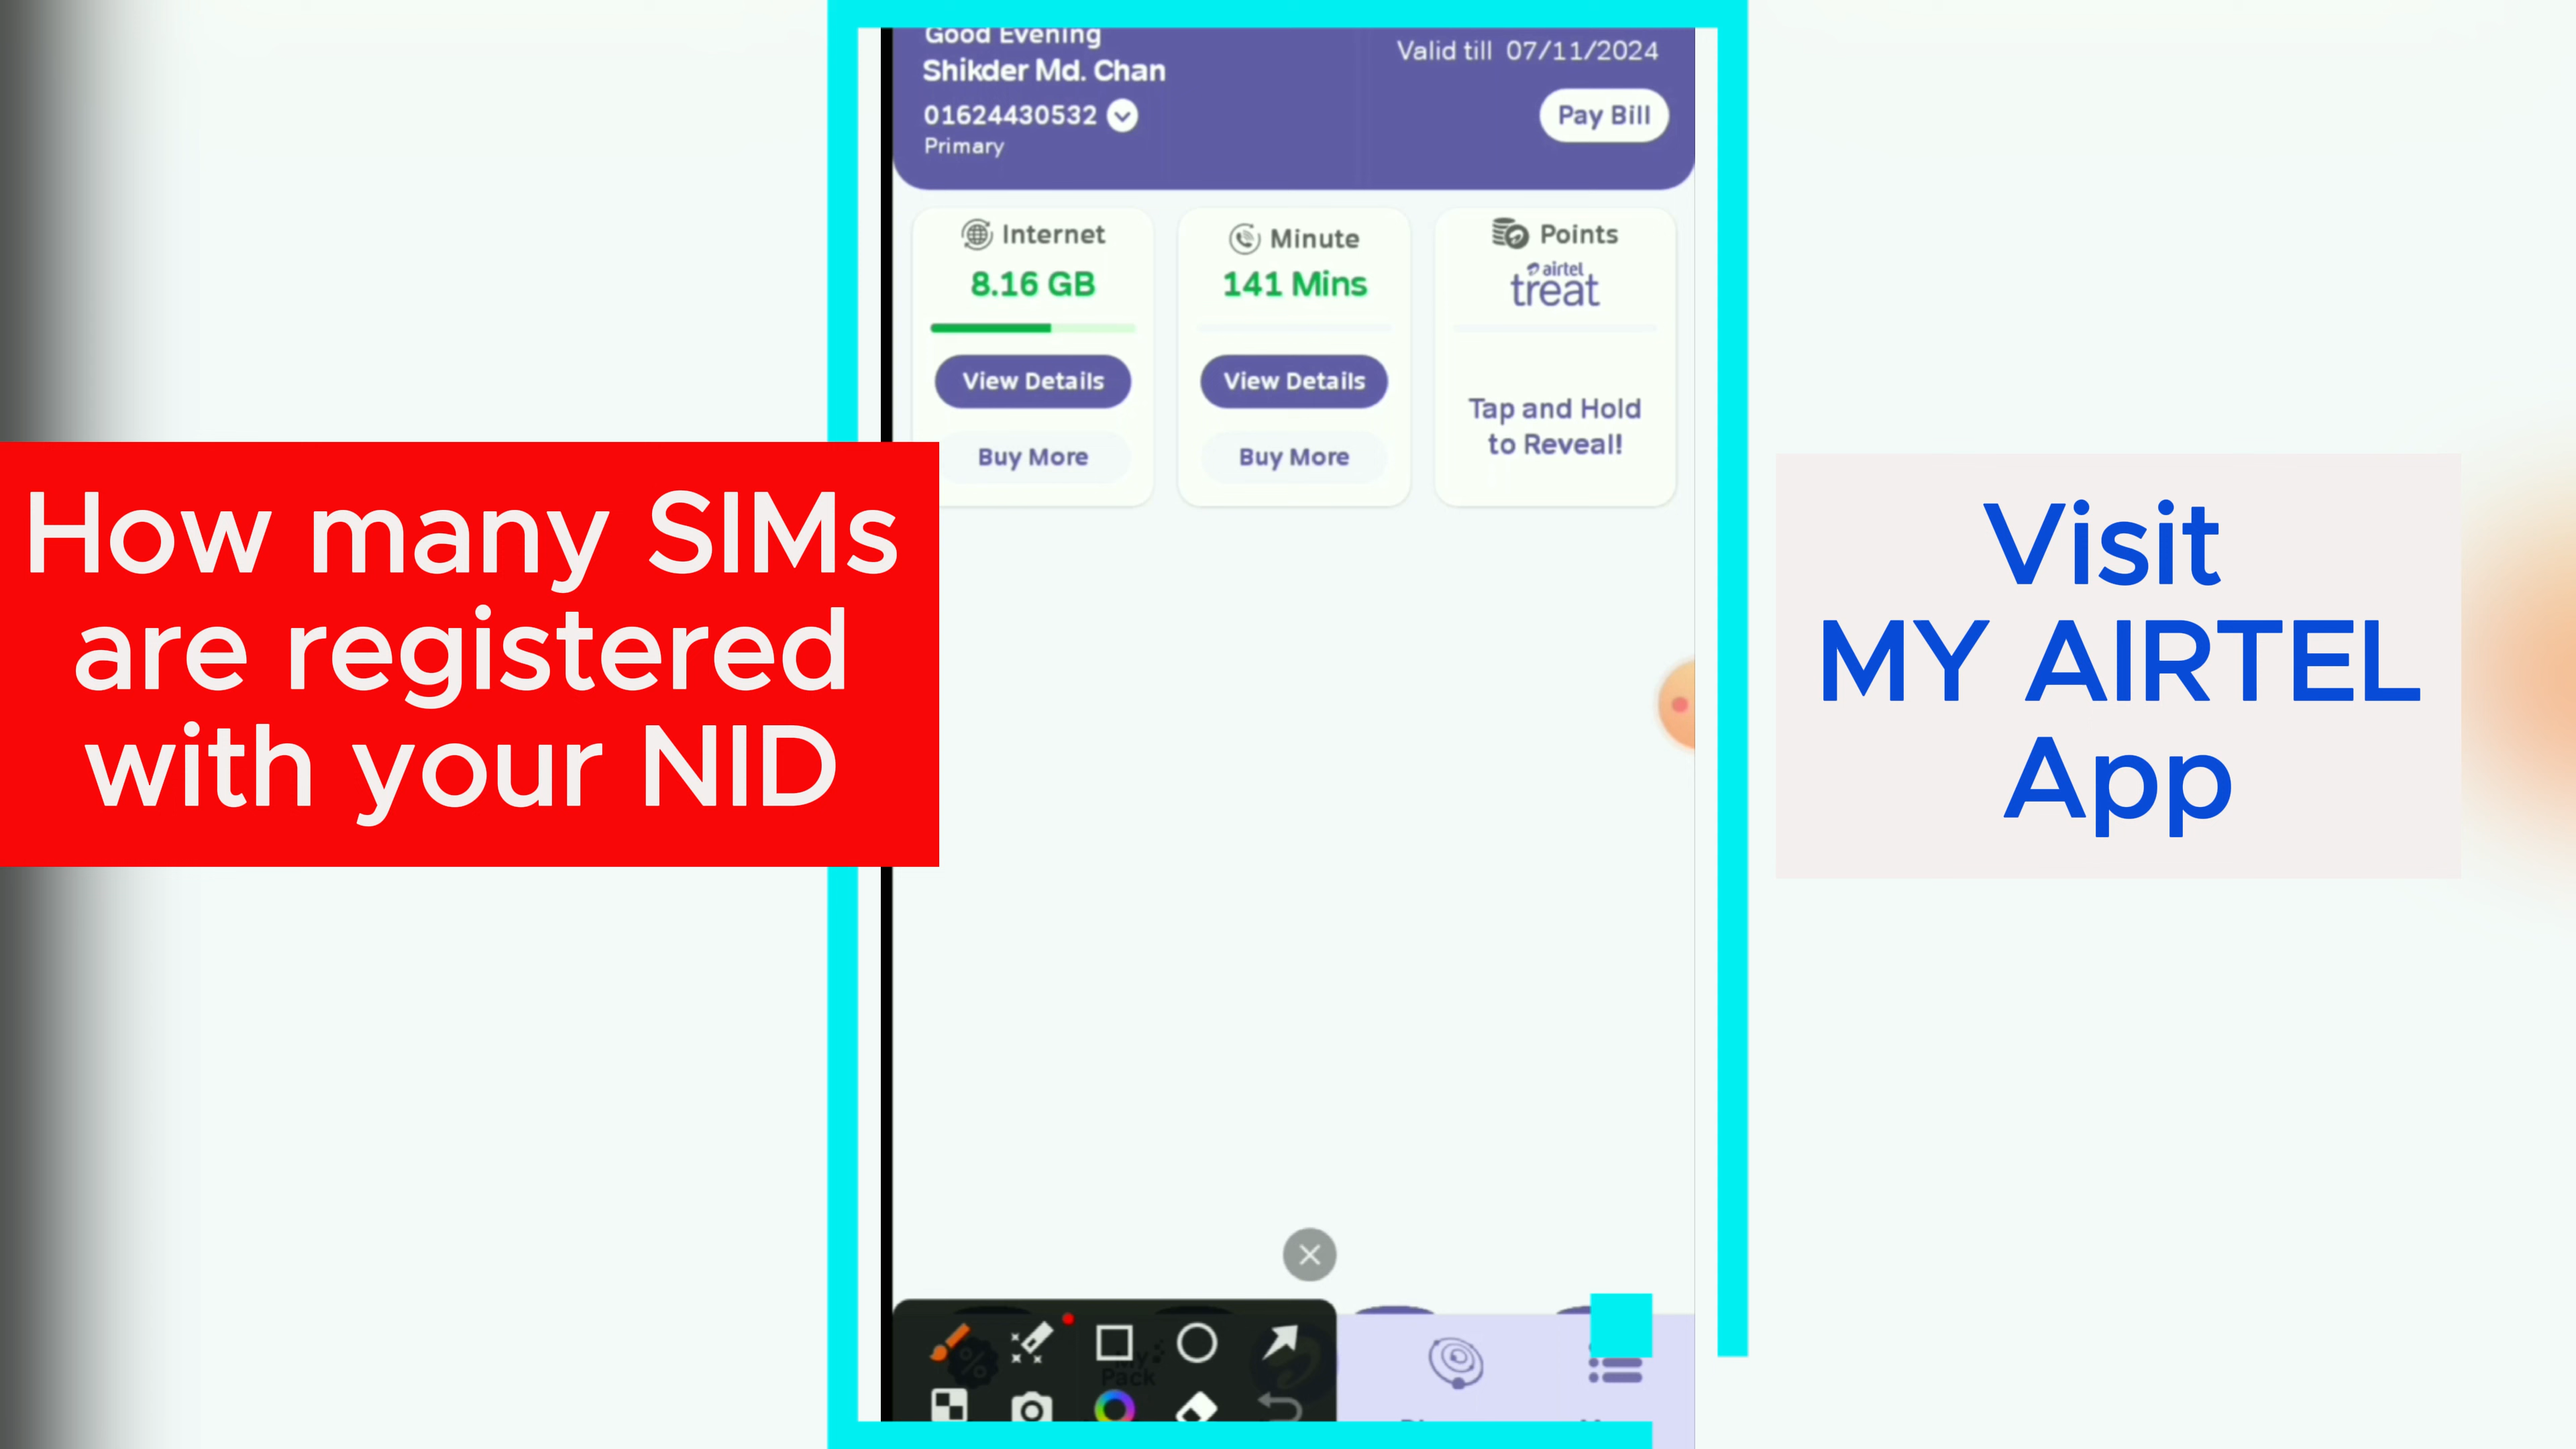 Good Evening
Shikder Md. Chan
01624430532
Primary
Valid till 07/11/2024
Pay Bill
Internet
8.16 GB
View Details
Buy More
Minute
141 Mins
View Details
Buy More
Points
airtel
treat
Tap and Hold
to Reveal!
How many SIMs
are registered
with your NID
Visit
MY AIRTEL
App
My
Pack